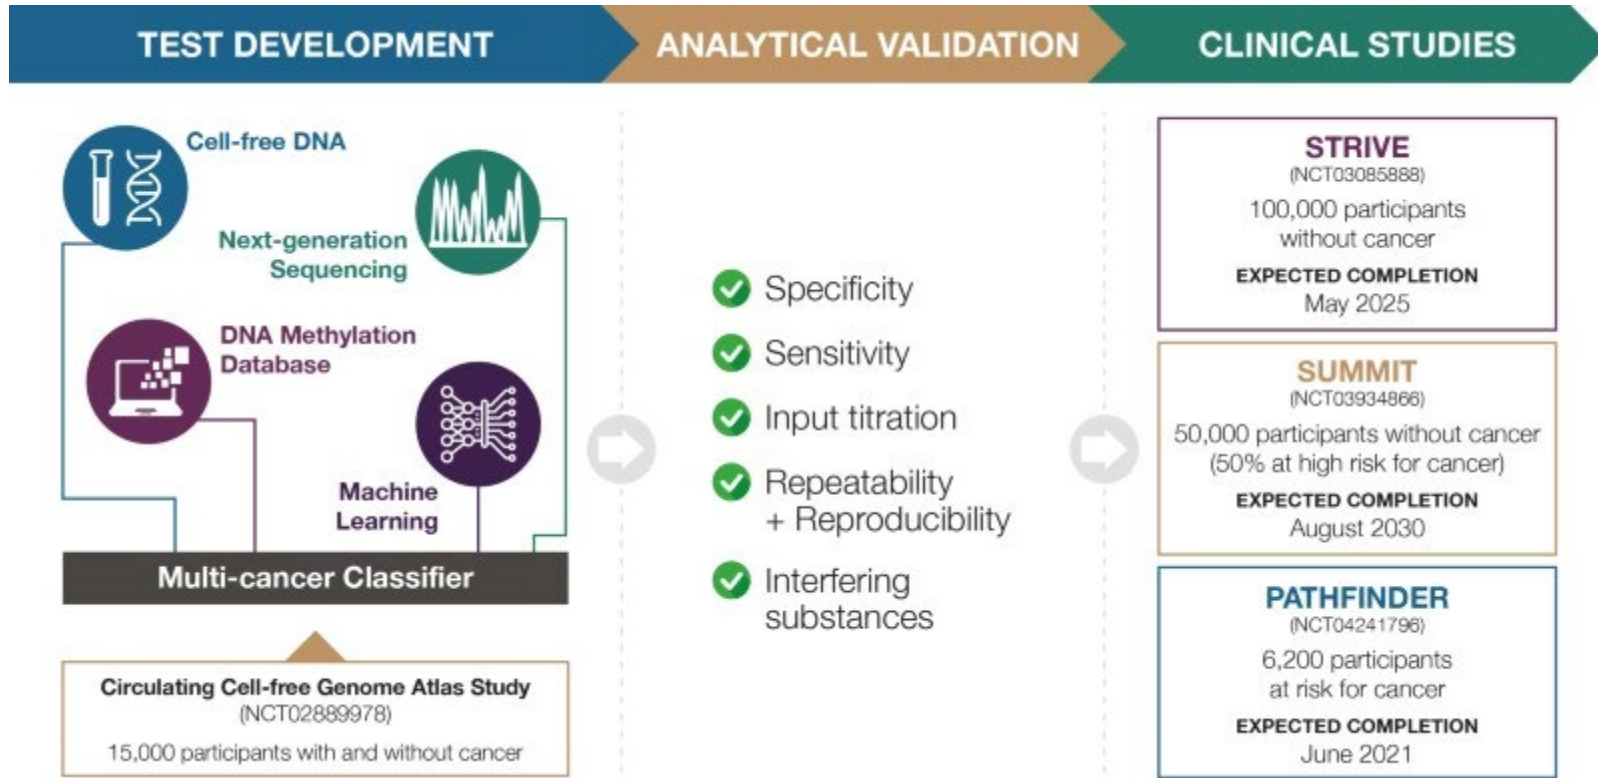 TEST DEVELOPMENT
ANALYTICAL VALIDATION
CLINICAL STUDIES
Cell-free DNA
Next-generation
Sequencing
DNA Methylation
Database
Machine
Learning
Multi-cancer Classifier
Circulating Cell-free Genome Atlas Study
(NCT02889978)
15,000 participants with and without cancer
Specificity
Sensitivity
Input titration
Repeatability
+ Reproducibility
Interfering
substances
STRIVE
(NCT03085888)
100,000 participants
without cancer
EXPECTED COMPLETION
May 2025
SUMMIT
(NCT03934866)
50,000 participants without cancer
(50% at high risk for cancer)
EXPECTED COMPLETION
August 2030
PATHFINDER
(NCT04241796)
6,200 participants
at risk for cancer
EXPECTED COMPLETION
June 2021